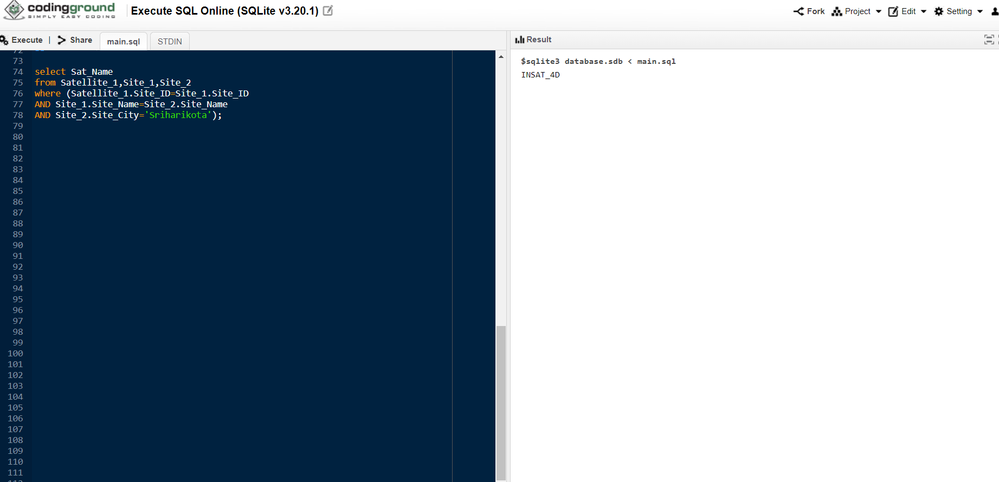 codingground
SIMPLY EASY CODING
Execute SQL Online (SQLite v3.20.1)
Fork Project Edit Setting
Execute | Share main.sql STDIN
Result
72 --
73
74 select Sat_Name
75 from Satellite_1,Site_1,Site_2
76 where (Satellite_1.Site_ID=Site_1.Site_ID
77 AND Site_1.Site_Name=Site_2.Site_Name
78 AND Site_2.Site_City='Sriharikota');
79
80
81
82
83
84
85
86
87
88
89
90
91
92
93
94
95
96
97
98
99
100
101
102
103
104
105
106
107
108
109
110
111
$sqlite3 database.sdb < main.sql
INSAT_4D